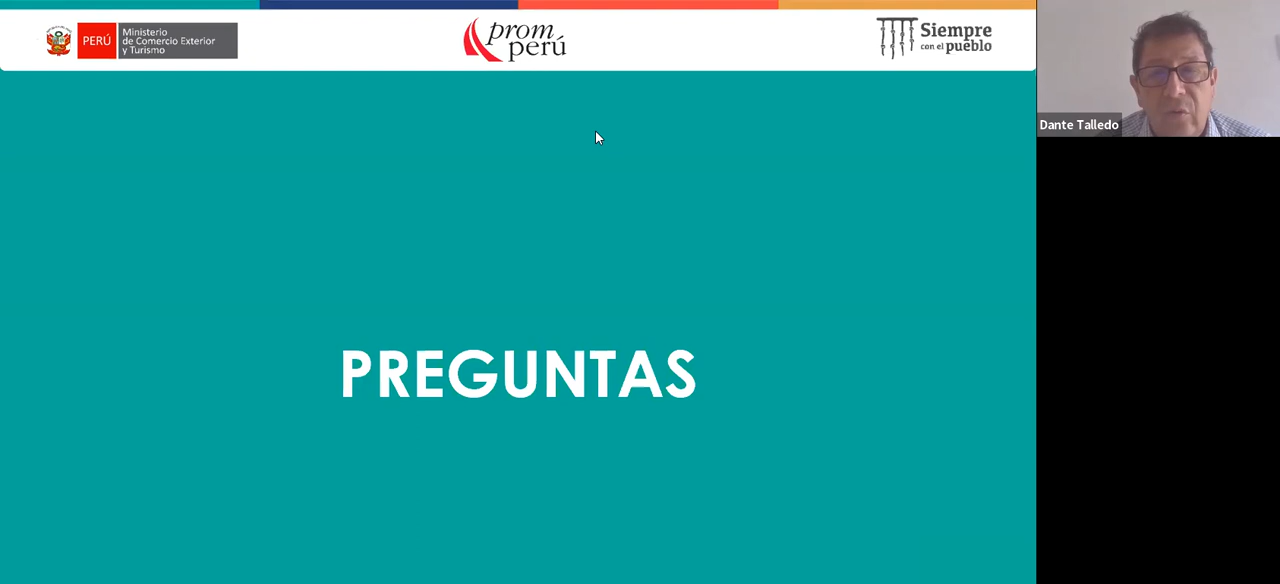 PERÚ
Ministerio
de Comercio Exterior
y Turismo
prom
perú
Siempre
con el pueblo
Dante Talledo
PREGUNTAS